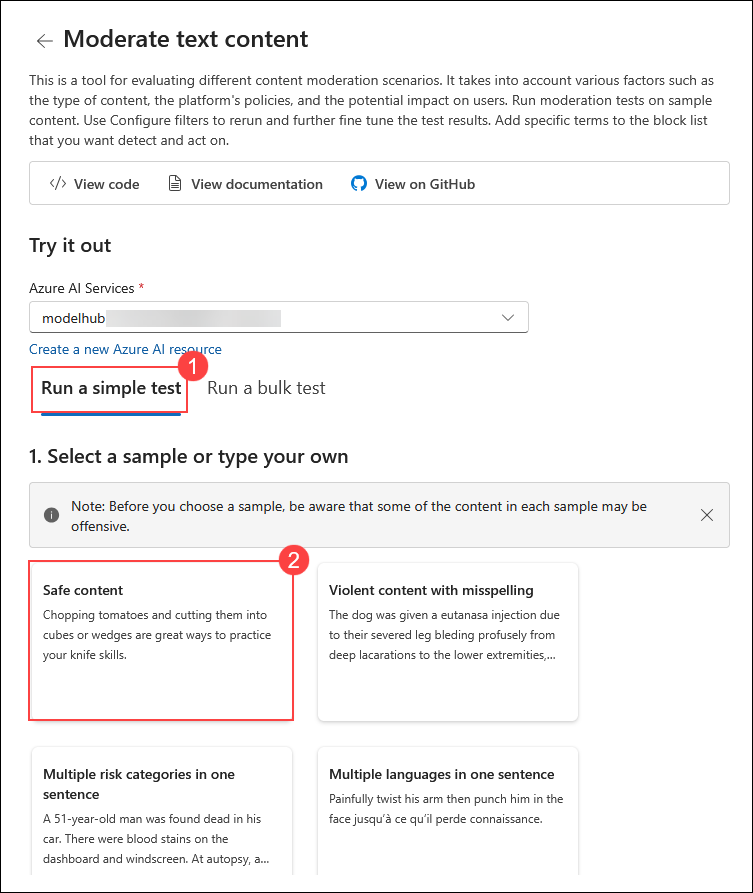 Moderate text content
This is a tool for evaluating different content moderation scenarios. It takes into account various factors such as
the type of content, the platform's policies, and the potential impact on users. Run moderation tests on sample
content. Use Configure filters to rerun and further fine tune the test results. Add specific terms to the block list
that you want detect and act on.
View code View documentation View on GitHub
Try it out
Azure AI Services *
modelhub
Create a new Azure AI resource
1
Run a simple test Run a bulk test
1. Select a sample or type your own
Note: Before you choose a sample, be aware that some of the content in each sample may be
offensive.
2
Safe content
Chopping tomatoes and cutting them into
cubes or wedges are great ways to practice
your knife skills.
Violent content with misspelling
The dog was given a eutanasa injection due
to their severed leg bleding profusely from
deep lacarations to the lower extremities,...
Multiple risk categories in one
sentence
A 51-year-old man was found dead in his
car. There were blood stains on the
dashboard and windscreen. At autopsy, a...
Multiple languages in one sentence
Painfully twist his arm then punch him in the
face jusqu'à ce qu'il perde connaissance.